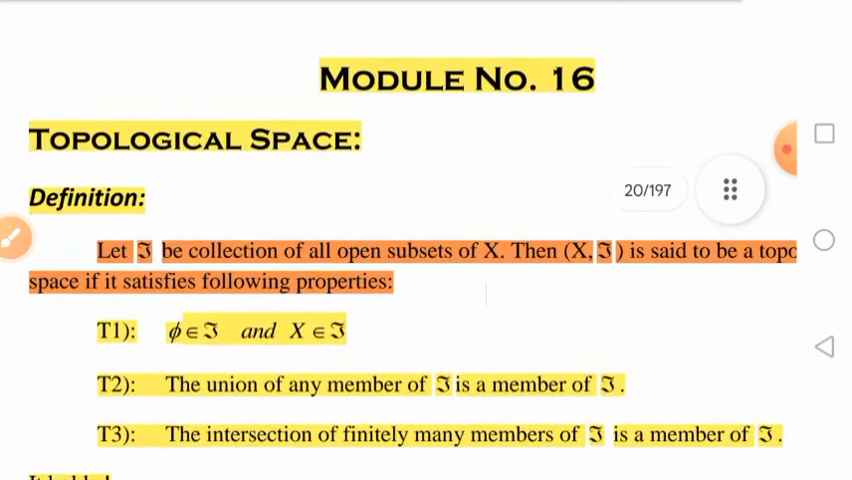 MODULE NO. 16
TOPOLOGICAL SPACE:
Definition:
20/197
Let ℑ be collection of all open subsets of X. Then (X, ℑ) is said to be a topo
space if it satisfies following properties:
T1): ϕ ∈ ℑ and X ∈ ℑ
T2): The union of any member of ℑ is a member of ℑ.
T3): The intersection of finitely many members of ℑ is a member of ℑ.